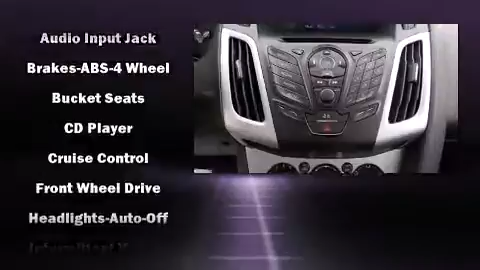 Audio Input Jack
Brakes-ABS-4 Wheel
Bucket Seats
CD Player
Cruise Control
Front Wheel Drive
Headlights-Auto-Off